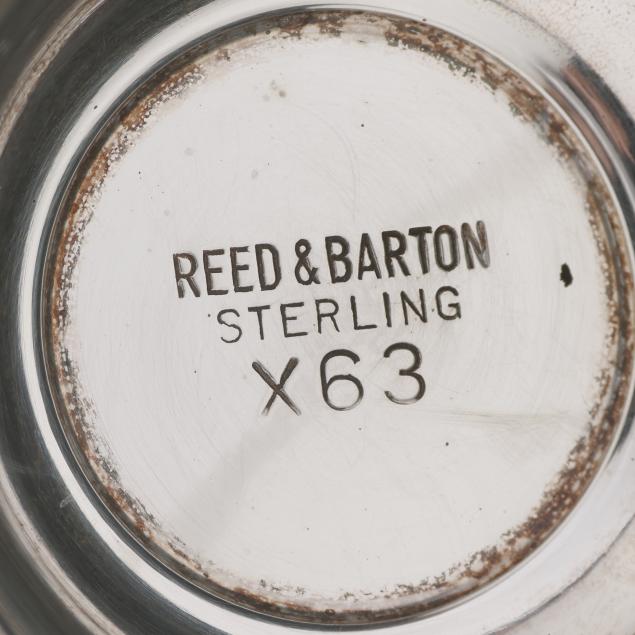 REED & BARTON
STERLING
X63